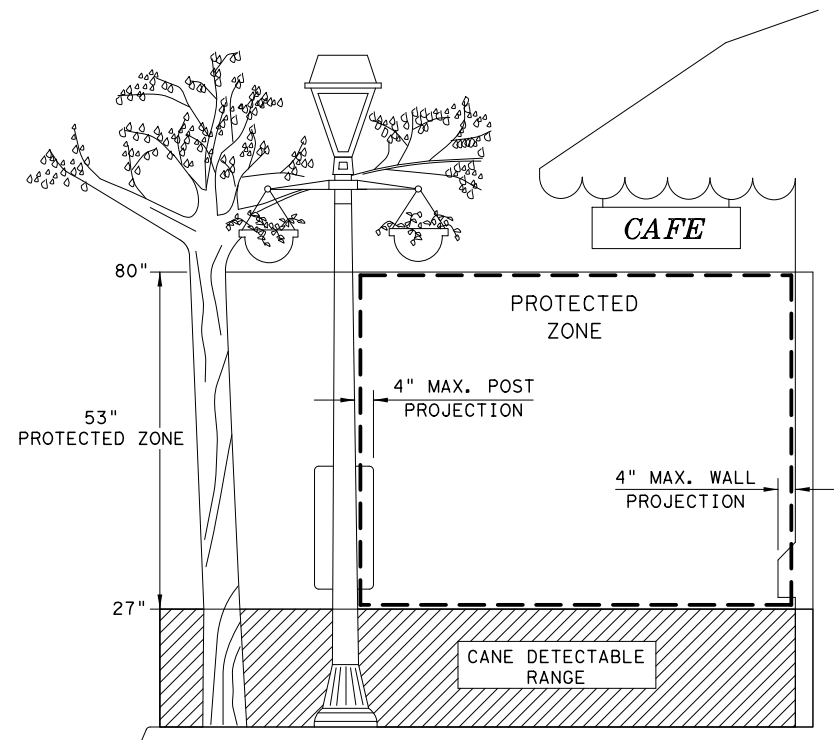 CAFE
80"
PROTECTED
ZONE
4" MAX. POST
PROJECTION
53"
PROTECTED ZONE
4" MAX. WALL
PROJECTION
27"
CANE DETECTABLE
RANGE